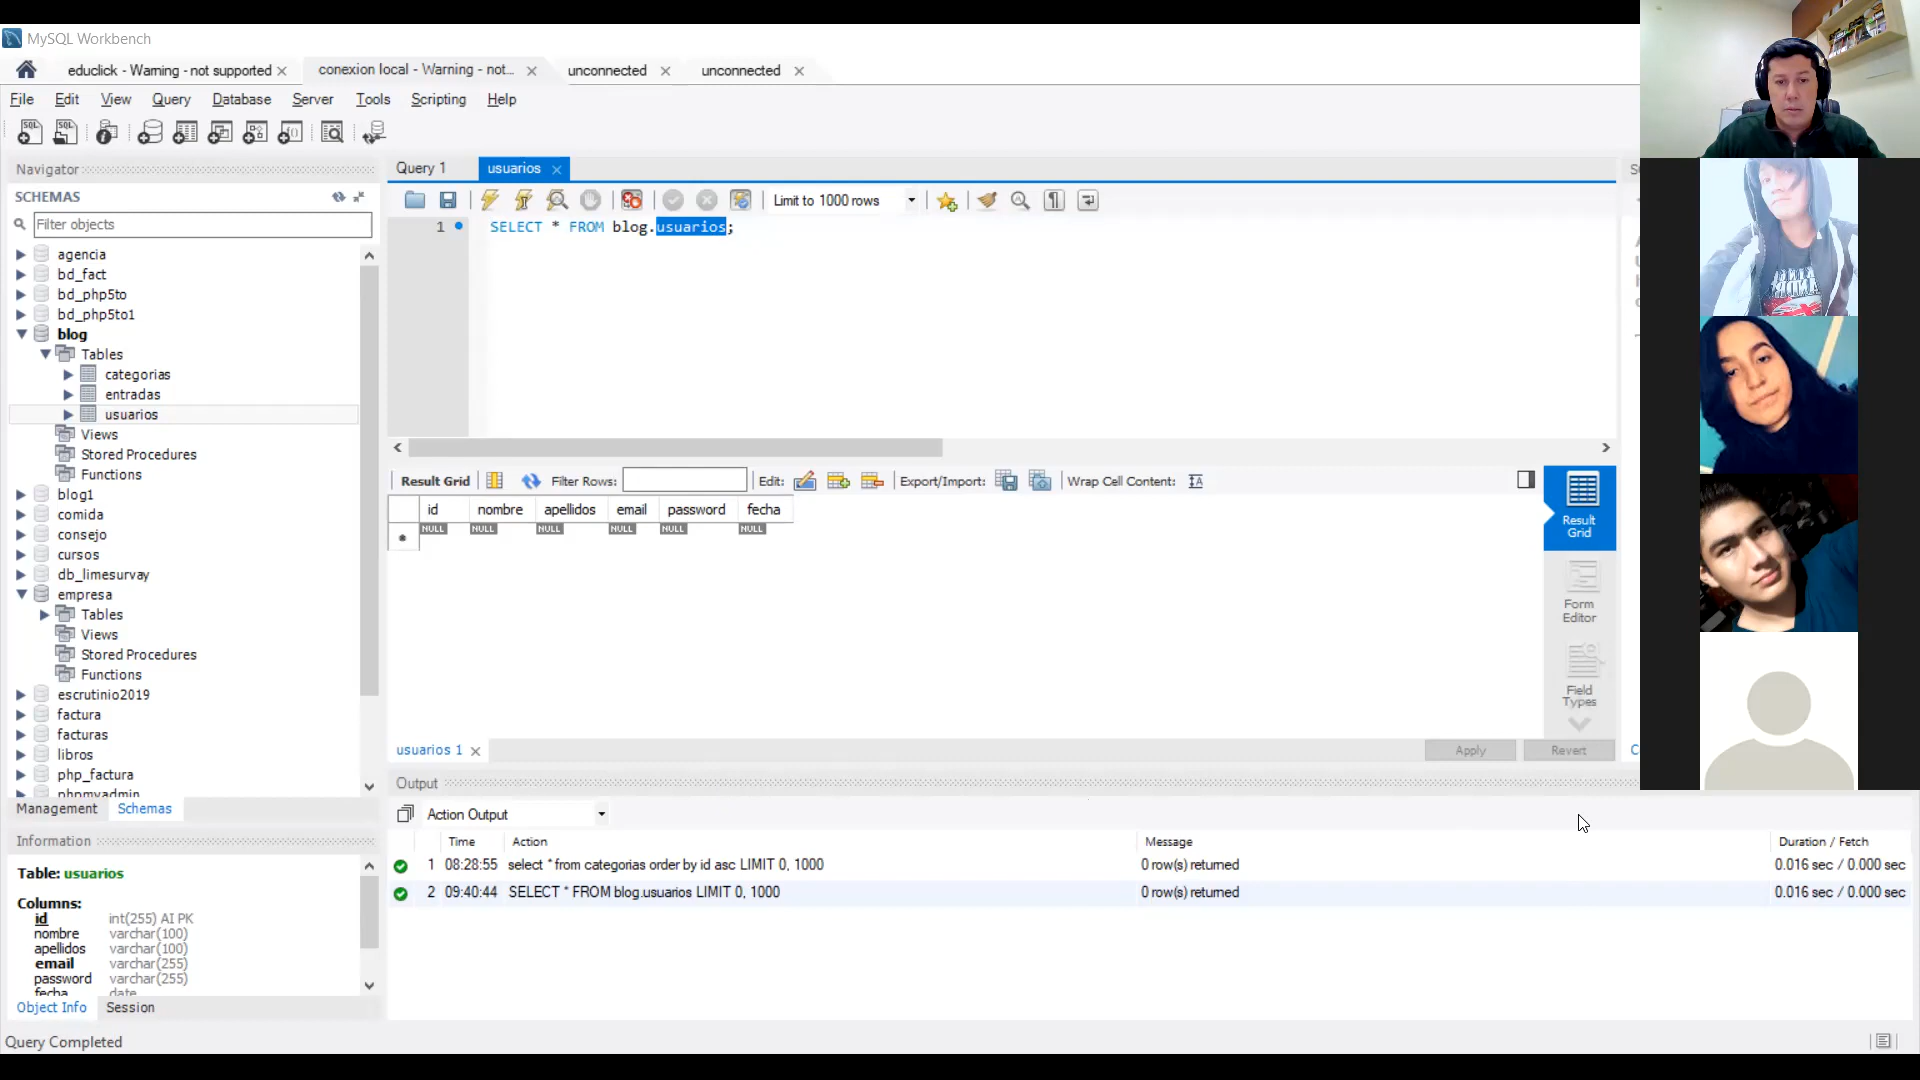 MySQL Workbench
educlick - Warning - not supported
conexion local - Warning - not...
unconnected
unconnected
File Edit View Query Database Server Tools Scripting Help
Navigator
SCHEMAS
Filter objects
agencia
bd_fact
bd_php5to
bd_php5to1
blog
Tables
categorias
entradas
usuarios
Views
Stored Procedures
Functions
blog1
comida
consejo
cursos
db_limesurvay
empresa
Tables
Views
Stored Procedures
Functions
escrutinio2019
factura
facturas
libros
php_factura
phpmyadmin
Management Schemas
Information
Table: usuarios
Columns:
id int(255) AI PK
nombre varchar(100)
apellidos varchar(100)
email varchar(255)
password varchar(255)
fecha date
Object Info Session
Query Completed
Query 1 usuarios
Limit to 1000 rows
1 SELECT * FROM blog.usuarios;
Result Grid Filter Rows: Edit: Export/Import: Wrap Cell Content:
id nombre apellidos email password fecha
NULL NULL NULL NULL NULL NULL
Result Grid
Form Editor
Field Types
usuarios 1
Apply Revert
Output
Action Output
Time Action Message Duration / Fetch
1 08:28:55 select * from categorias order by id asc LIMIT 0, 1000 0 row(s) returned 0.016 sec / 0.000 sec
2 09:40:44 SELECT * FROM blog.usuarios LIMIT 0, 1000 0 row(s) returned 0.016 sec / 0.000 sec